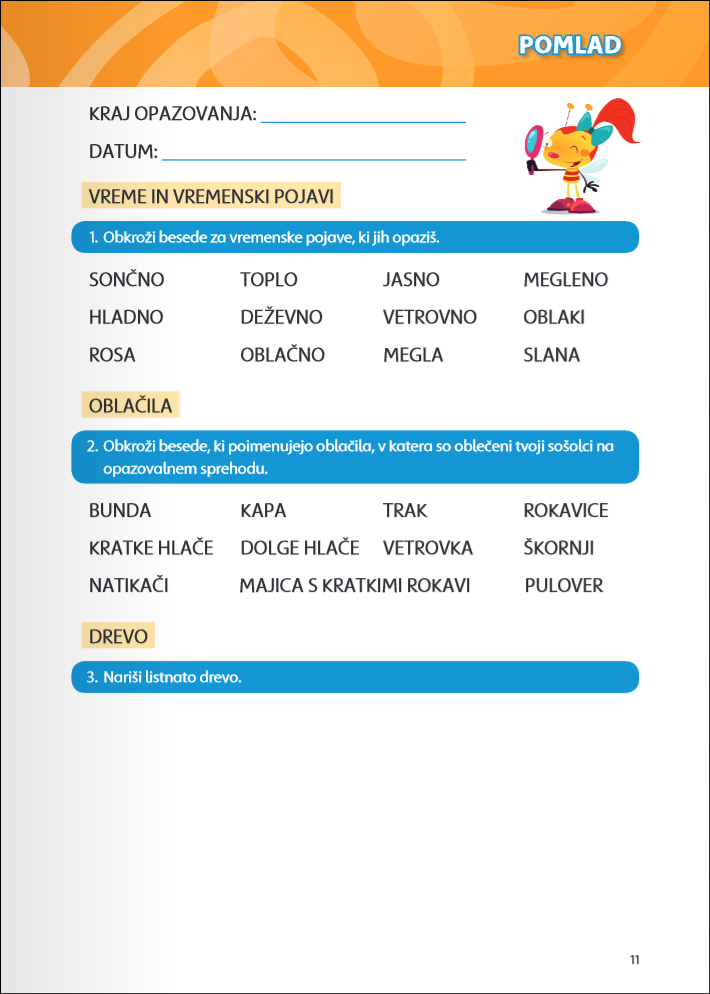 POMLAD
KRAJ OPAZOVANJA:
DATUM:
VREME IN VREMENSKI POJAVI
1. Obkroži besede za vremenske pojave, ki jih opaziš.
SONČNO TOPLO JASNO MEGLENO
HLADNO DEŽEVNO VETROVNO OBLAKI
ROSA OBLAČNO MEGLA SLANA
OBLAČILA
2. Obkroži besede, ki poimenujejo oblačila, v katera so oblečeni tvoji sošolci na
opazovalnem sprehodu.
BUNDA KAPA TRAK ROKAVICE
KRATKE HLAČE DOLGE HLAČE VETROVKA ŠKORNJI
NATIKAČI MAJICA S KRATKIMI ROKAVI PULOVER
DREVO
3. Nariši listnato drevo.
11